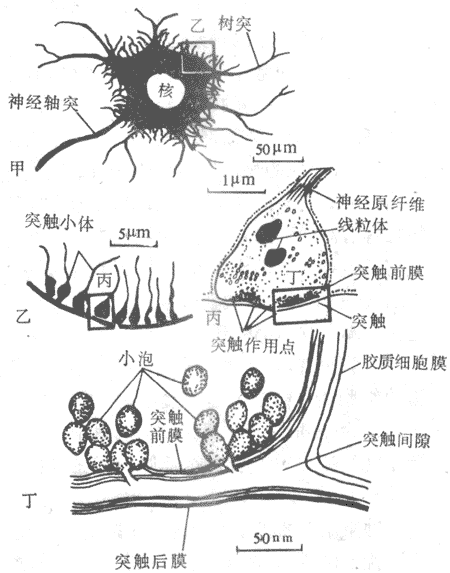 乙
树突
核
神经轴突
甲
50μm
1μm
神经原纤维
线粒体
突触小体
5μm
丙
丁
突触前膜
乙
丙
突触
突触作用点
小泡
胶质细胞膜
突触
前膜
突触间隙
丁
50nm
突触后膜